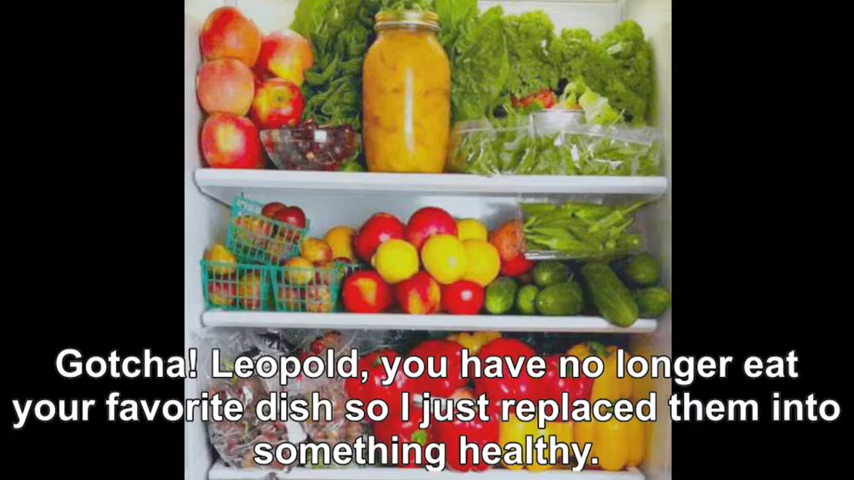 Gotcha! Leopold, you have no longer eat
your favorite dish so I just replaced them into
something healthy.